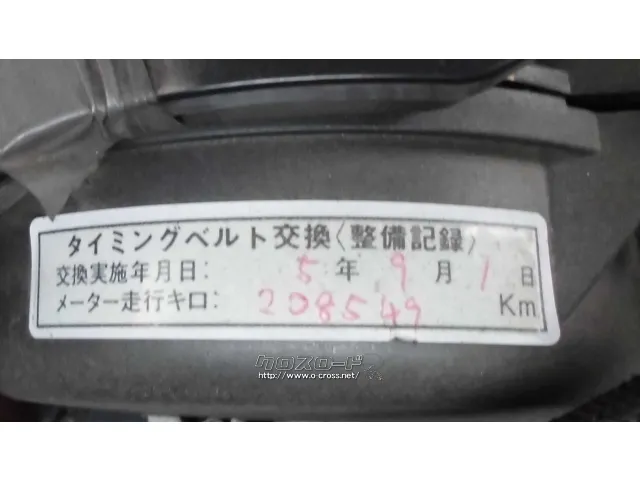 タイミングベルト交換〈整備記録〉
交換実施年月日: 5年 9月 1日
メーター走行キロ: 208549 Km
クロスロード
http://www.o-cross.net/